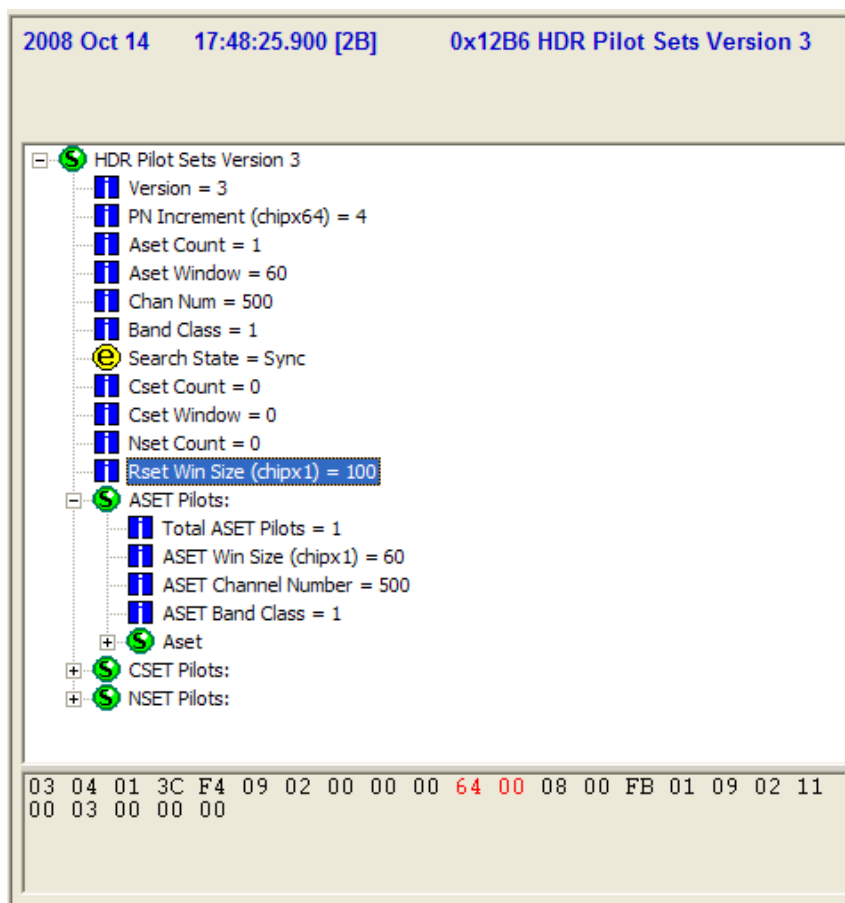 2008 Oct 14 17:48:25.900 [2B] 0x12B6 HDR Pilot Sets Version 3
HDR Pilot Sets Version 3
Version = 3
PN Increment (chipx64) = 4
Aset Count = 1
Aset Window = 60
Chan Num = 500
Band Class = 1
Search State = Sync
Cset Count = 0
Cset Window = 0
Nset Count = 0
Rset Win Size (chipx1) = 100
ASET Pilots:
Total ASET Pilots = 1
ASET Win Size (chipx1) = 60
ASET Channel Number = 500
ASET Band Class = 1
Aset
CSET Pilots:
NSET Pilots:
03 04 01 3C F4 09 02 00 00 00 64 00 08 00 FB 01 09 02 11
00 03 00 00 00